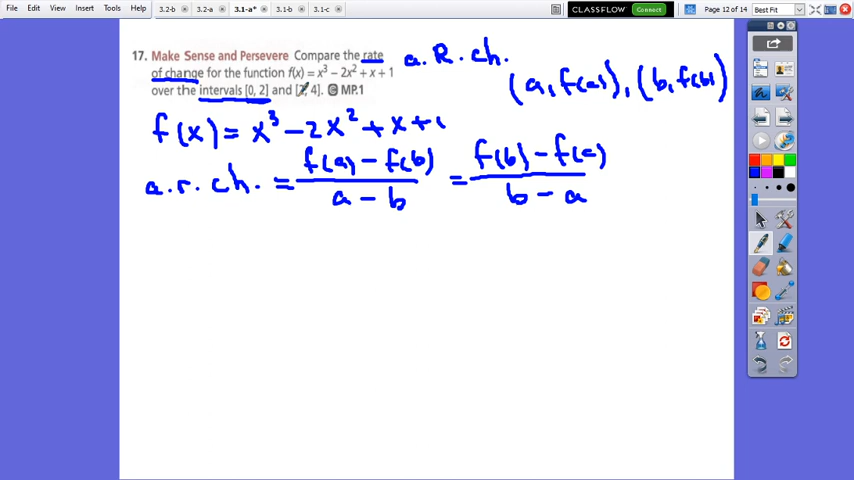 File Edit View Insert Tools Help 3.2-b × 3.2-a × 3.1-a* × 3.1-b × 3.1-c × CLASSFLOW Connect Page 12 of 14 Best Fit
17. Make Sense and Persevere Compare the rate
of change for the function f(x) = x³ − 2x² + x + 1
over the intervals [0, 2] and [2, 4]. MP.1
a. R. ch.
(a, f(a)), (b, f(b))
f(x) = x³ − 2x² + x + 1
a. r. ch. = f(a) − f(b) / a − b = f(b) − f(a) / b − a